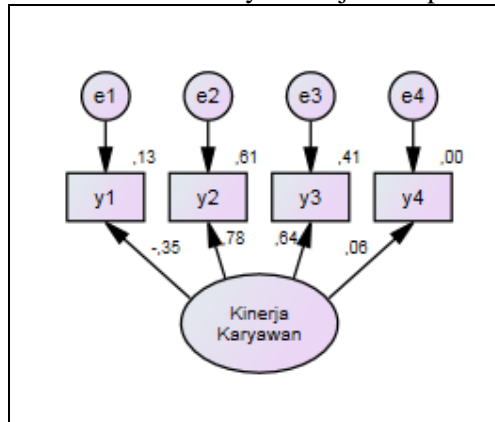 e1 e2 e3 e4
,13 ,61 ,41 ,00
y1 y2 y3 y4
-,35 ,78 ,64 ,06
Kinerja
Karyawan